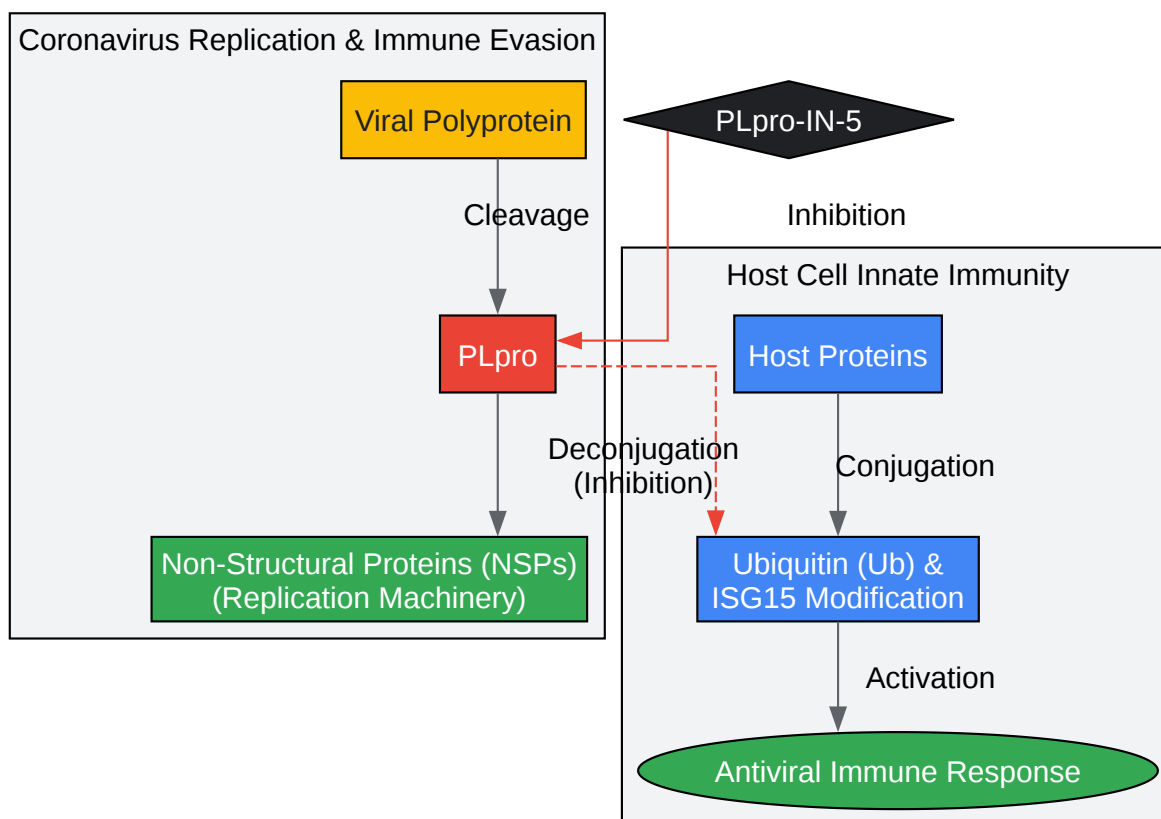 Coronavirus Replication & Immune Evasion
Viral Polyprotein
PLpro-IN-5
Cleavage
Inhibition
Host Cell Innate Immunity
PLpro
Host Proteins
Deconjugation
(Inhibition)
Conjugation
Non-Structural Proteins (NSPs)
(Replication Machinery)
Ubiquitin (Ub) &
ISG15 Modification
Activation
Antiviral Immune Response